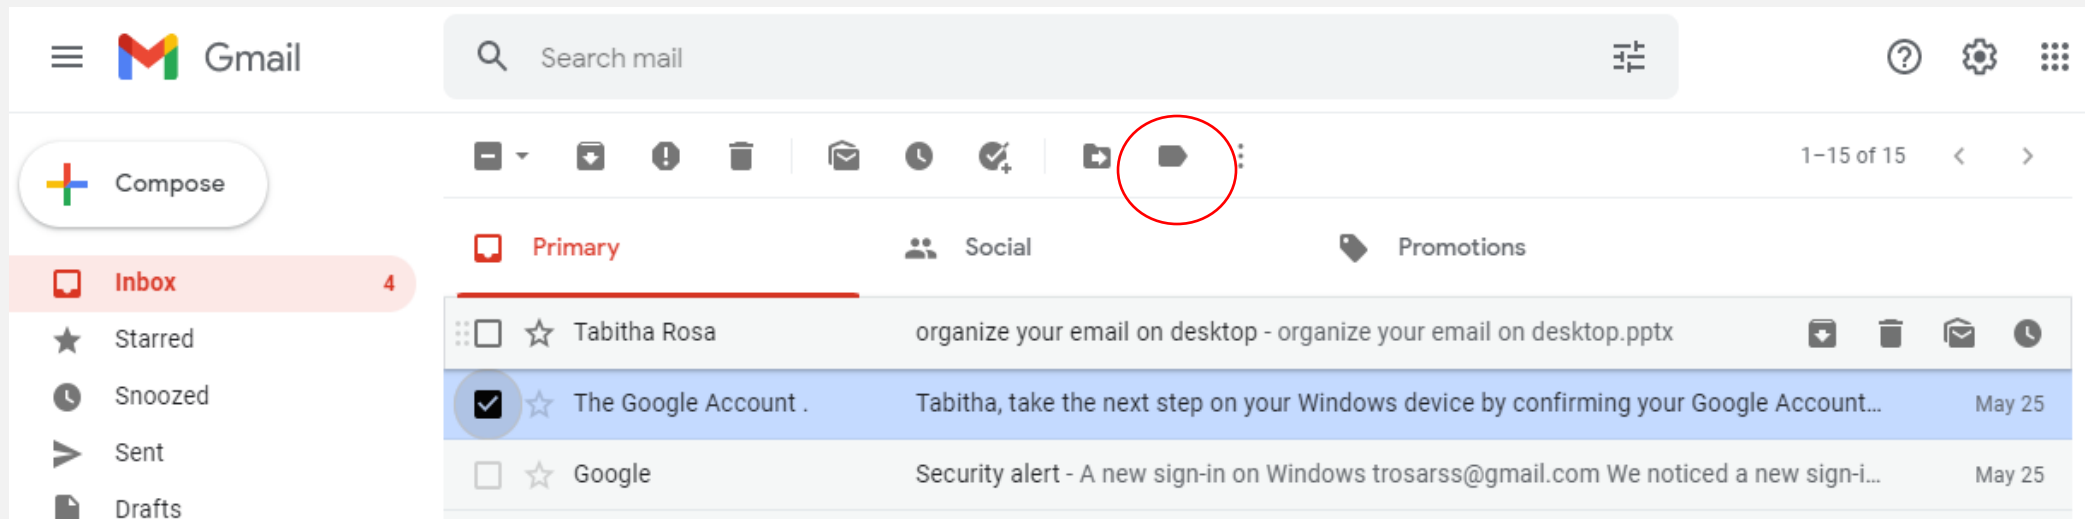 Gmail
Search mail
Compose
1–15 of 15
Primary
Social
Promotions
Inbox 4
Starred
Snoozed
Sent
Drafts
Tabitha Rosa organize your email on desktop - organize your email on desktop.pptx
The Google Account . Tabitha, take the next step on your Windows device by confirming your Google Account... May 25
Google Security alert - A new sign-in on Windows trosarss@gmail.com We noticed a new sign-i... May 25